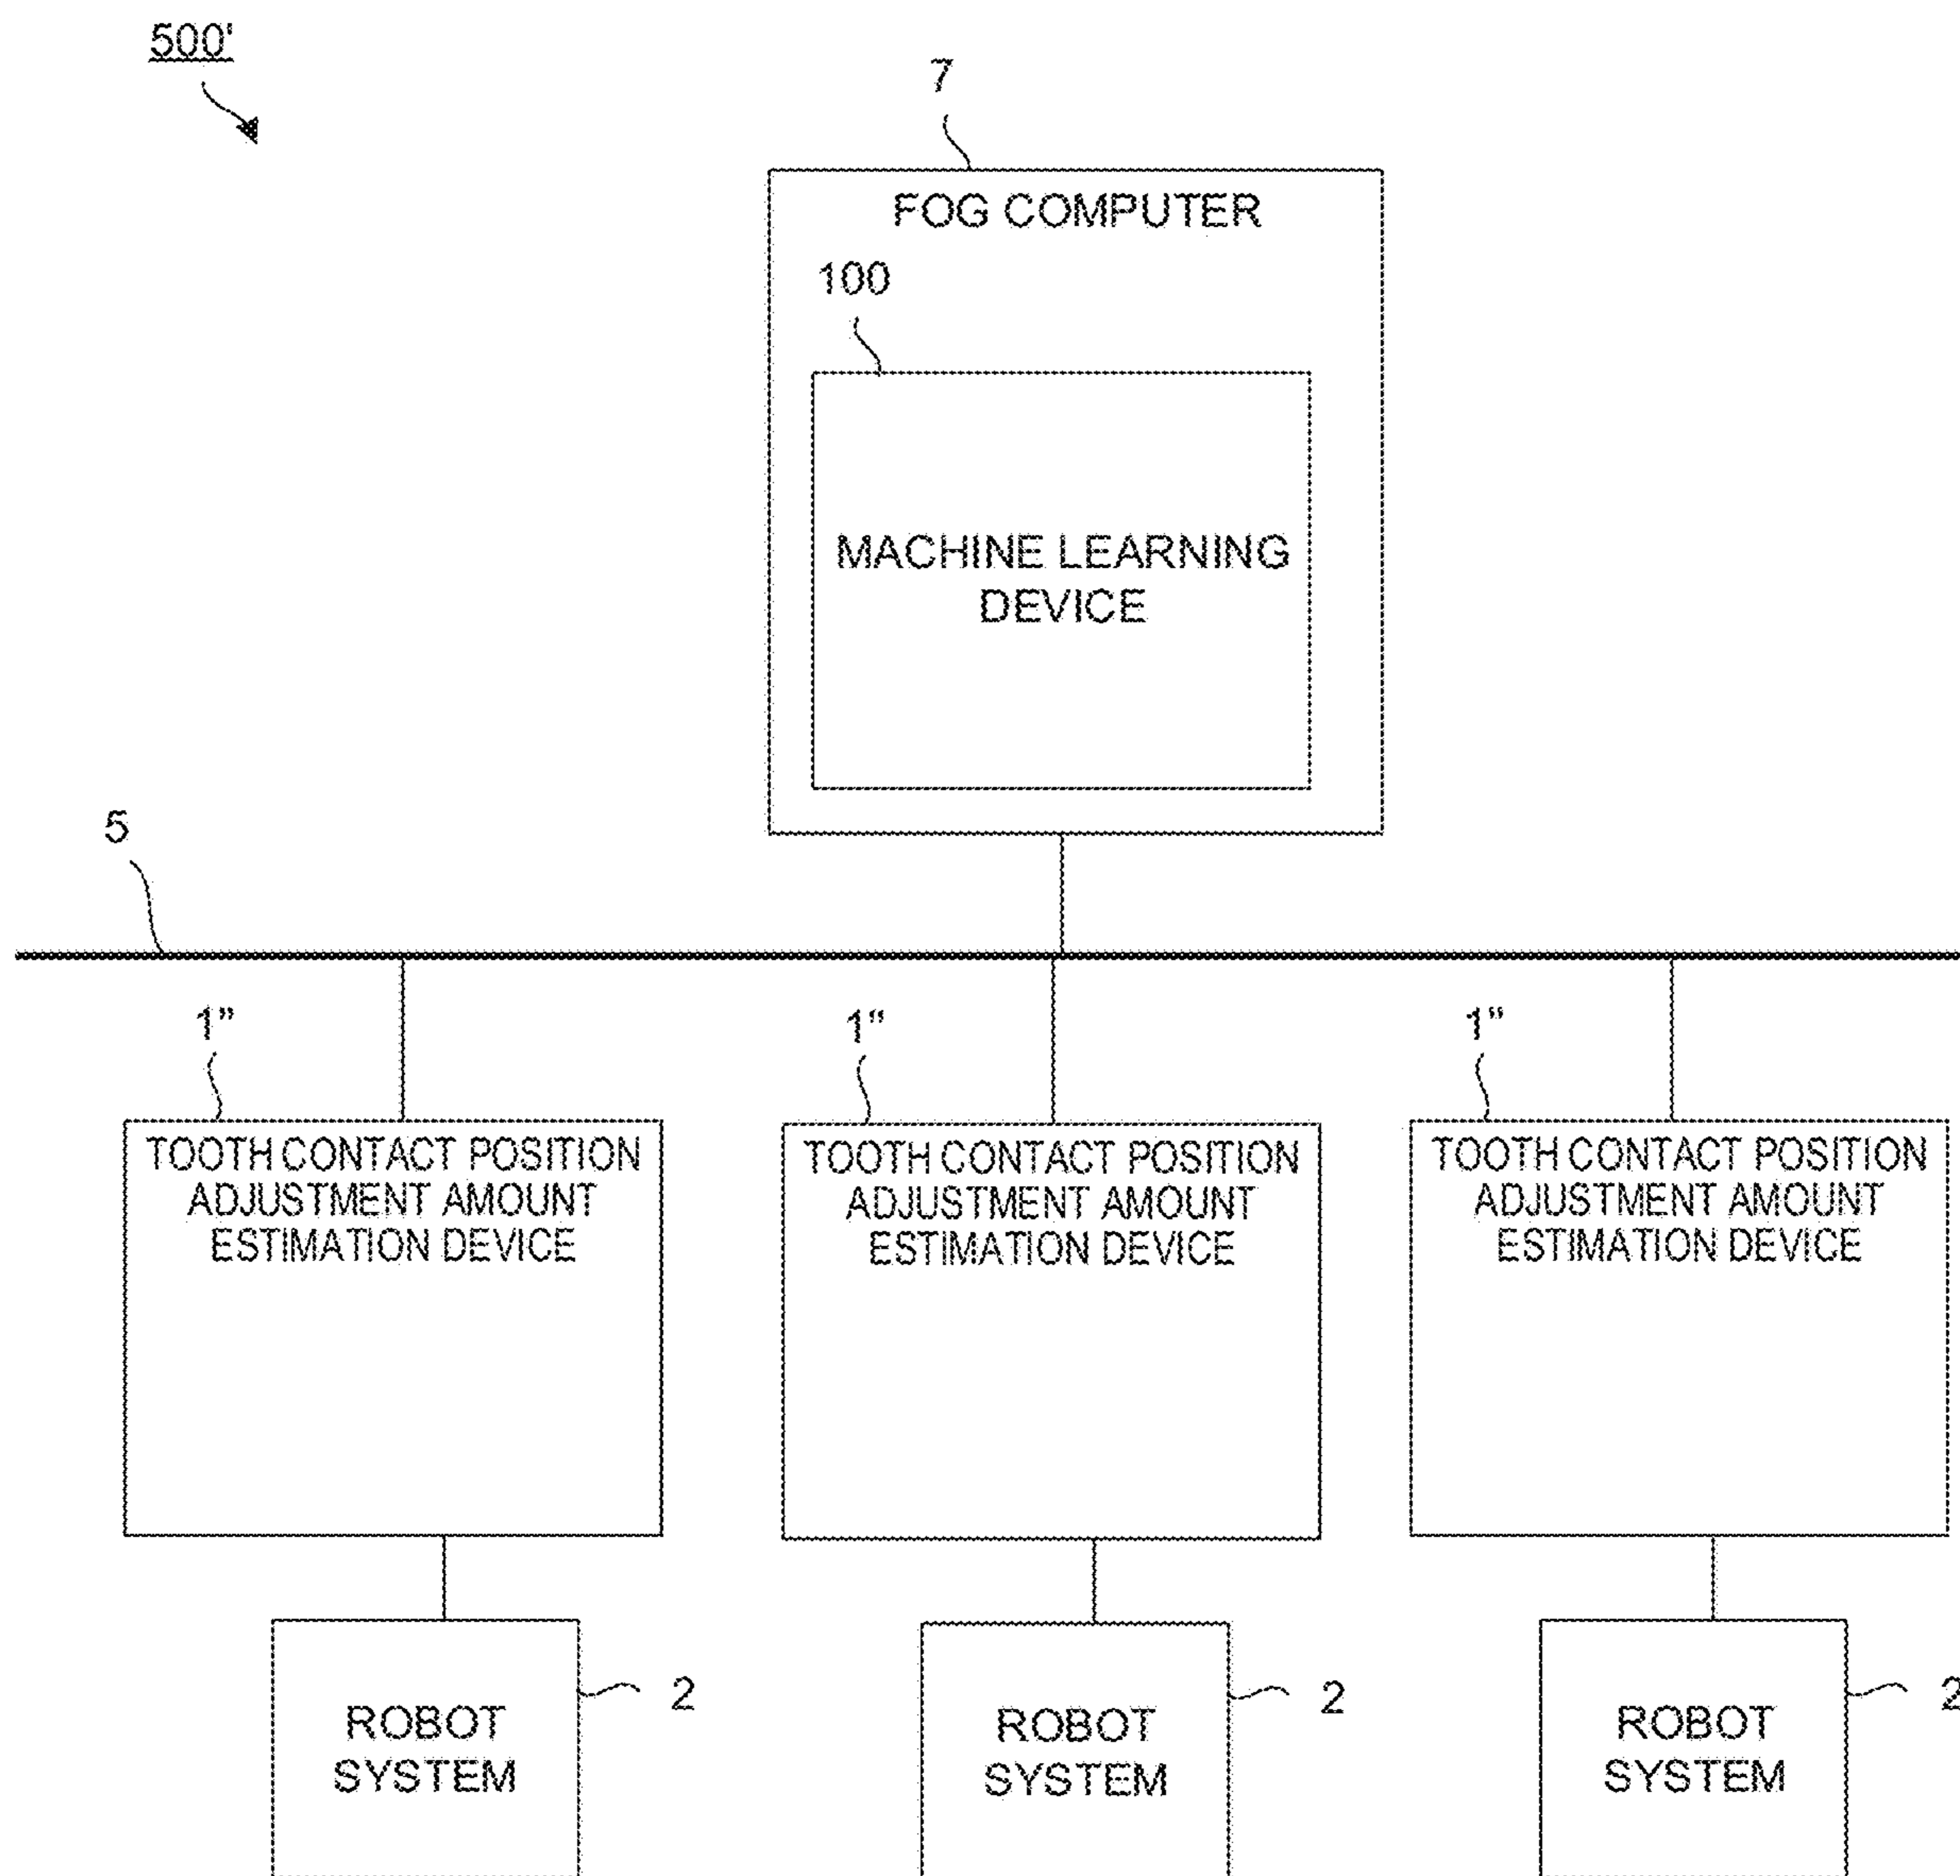 500'
7
FOG COMPUTER
100
MACHINE LEARNING
DEVICE
5
1"
TOOTH CONTACT POSITION
ADJUSTMENT AMOUNT
ESTIMATION DEVICE
1"
TOOTH CONTACT POSITION
ADJUSTMENT AMOUNT
ESTIMATION DEVICE
1"
TOOTH CONTACT POSITION
ADJUSTMENT AMOUNT
ESTIMATION DEVICE
ROBOT
SYSTEM
2
ROBOT
SYSTEM
2
ROBOT
SYSTEM
2